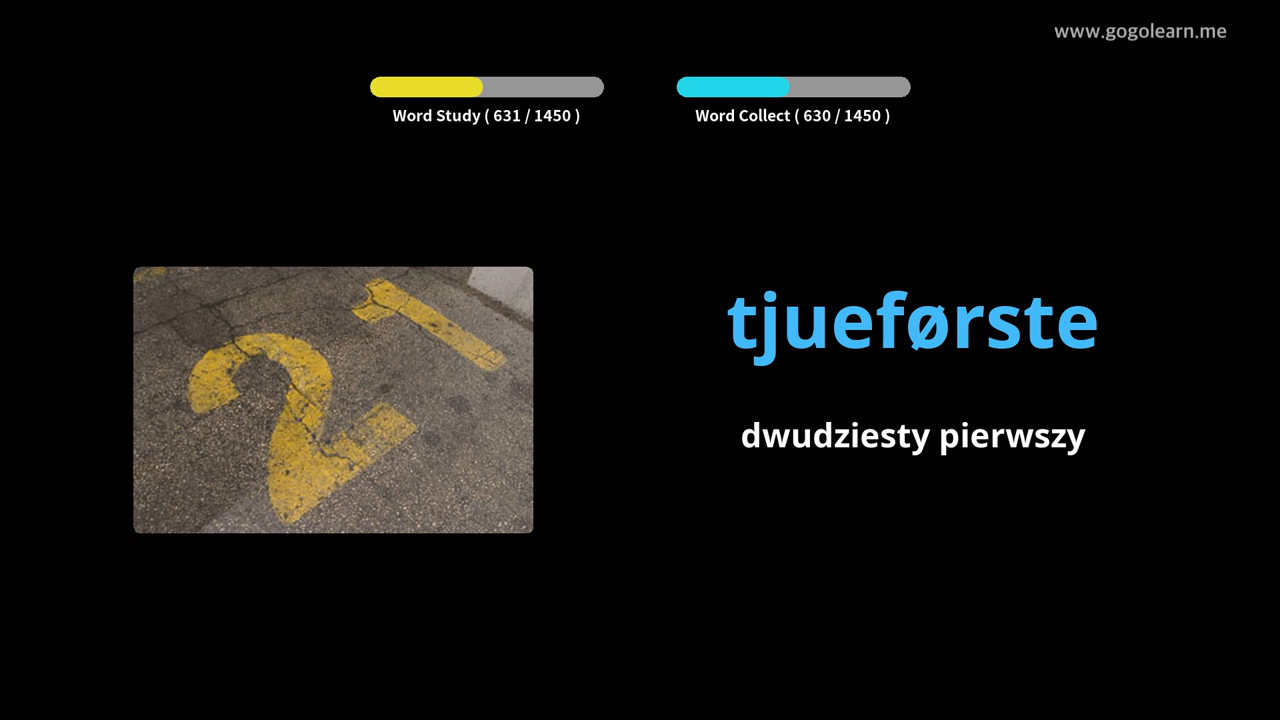 www.gogolearn.me
Word Study ( 631 / 1450 )
Word Collect ( 630 / 1450 )
21
tjueførste
dwudziesty pierwszy